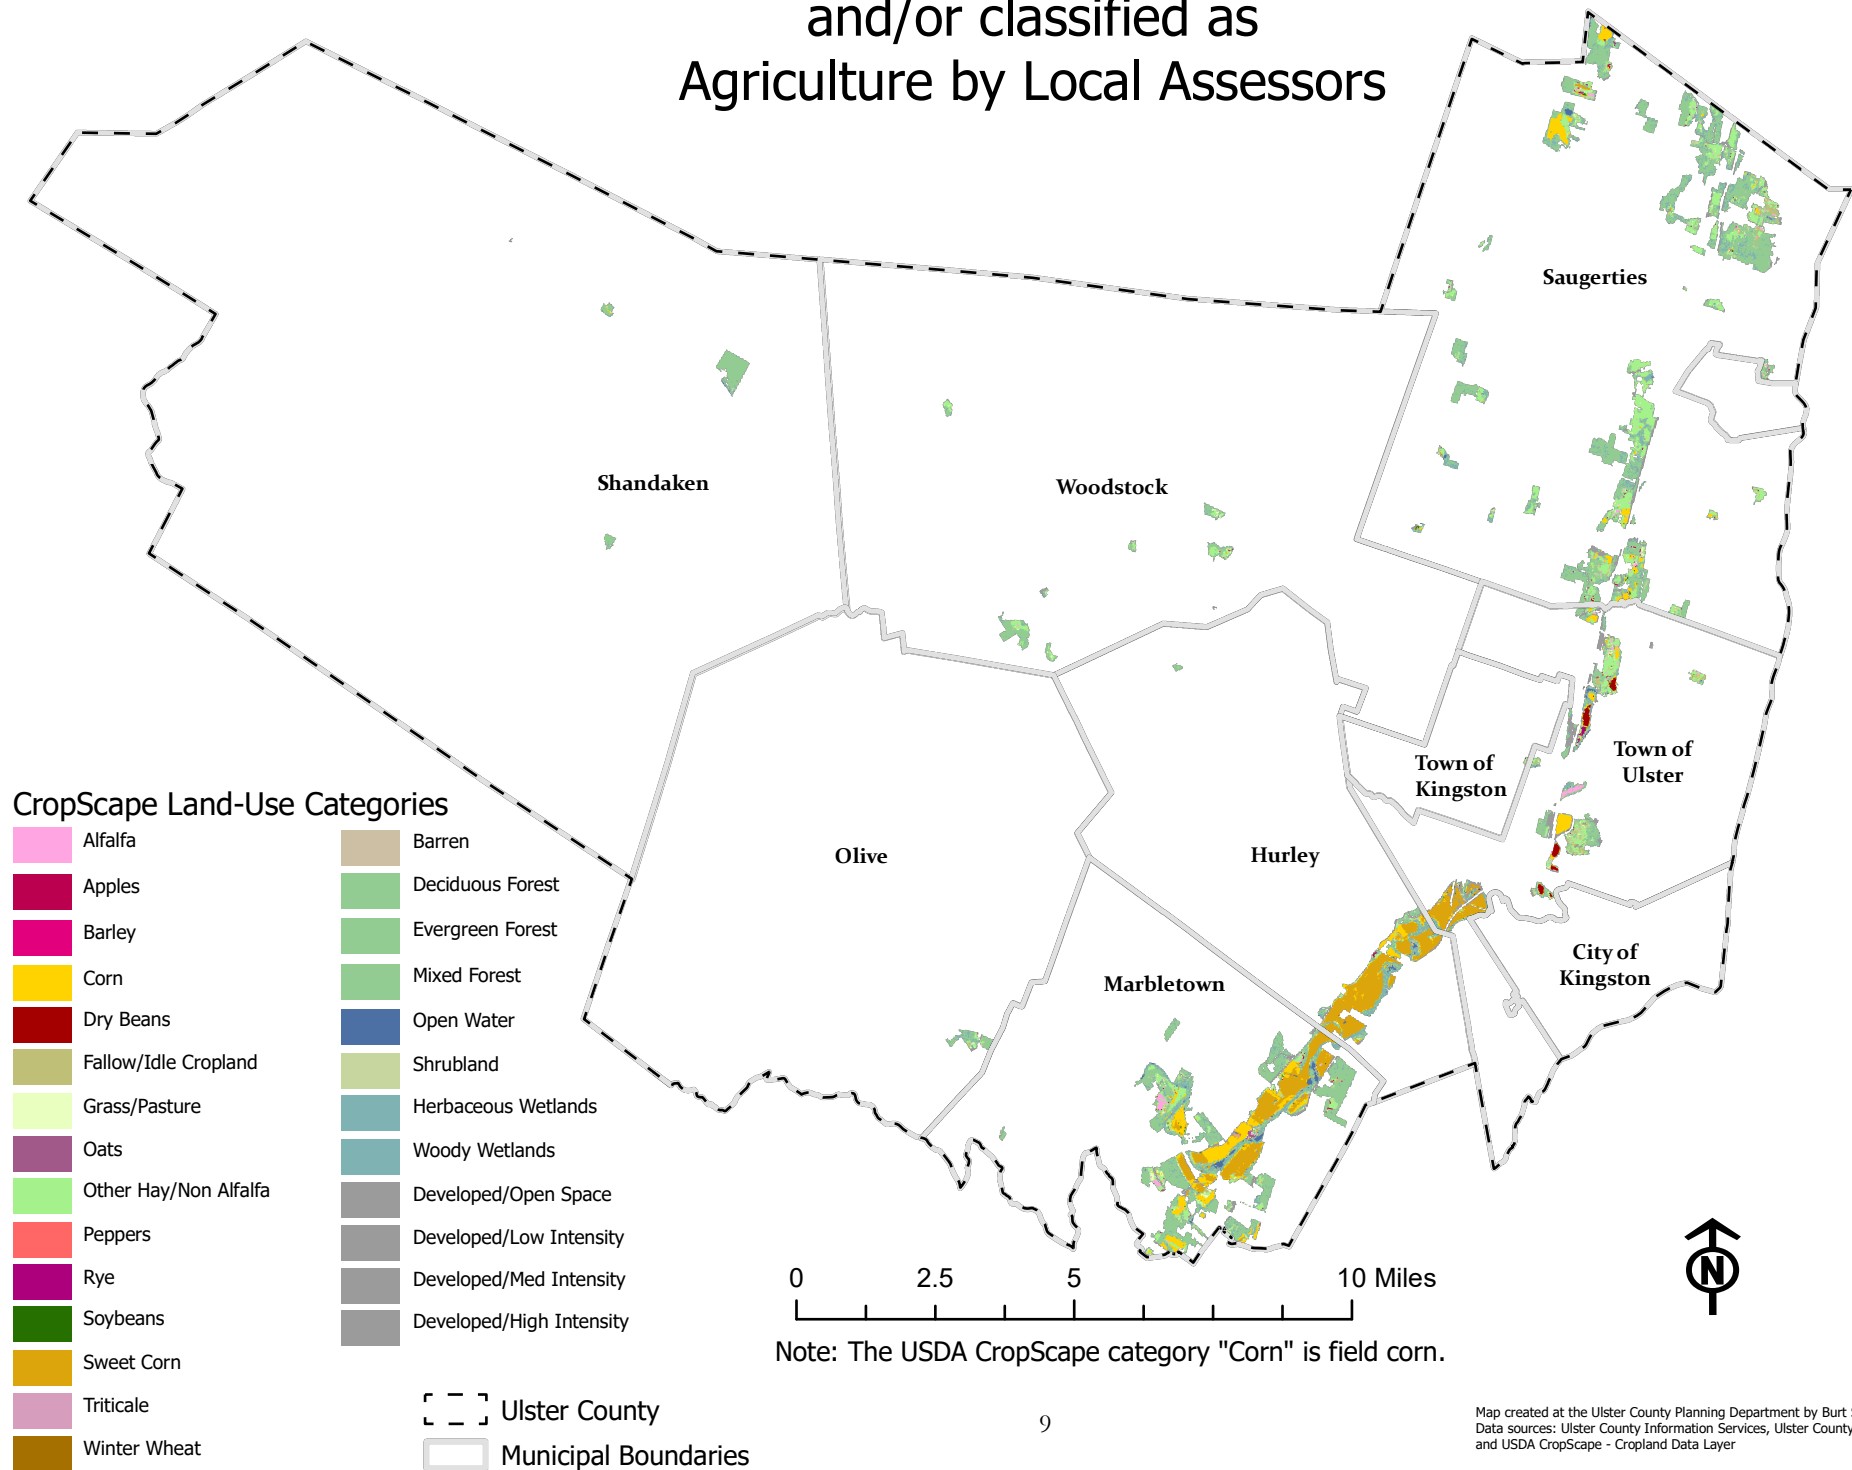 and/or classified as
Agriculture by Local Assessors
Saugerties
Shandaken
Woodstock
Town of
Ulster
Town of
Kingston
Olive
Hurley
City of
Kingston
Marbletown
CropScape Land-Use Categories
Alfalfa
Apples
Barley
Corn
Dry Beans
Fallow/Idle Cropland
Grass/Pasture
Oats
Other Hay/Non Alfalfa
Peppers
Rye
Soybeans
Sweet Corn
Triticale
Winter Wheat
Barren
Deciduous Forest
Evergreen Forest
Mixed Forest
Open Water
Shrubland
Herbaceous Wetlands
Woody Wetlands
Developed/Open Space
Developed/Low Intensity
Developed/Med Intensity
Developed/High Intensity
Ulster County
Municipal Boundaries
0 2.5 5 10 Miles
Note: The USDA CropScape category "Corn" is field corn.
N
9
Map created at the Ulster County Planning Department by Burt
Data sources: Ulster County Information Services, Ulster County
and USDA CropScape - Cropland Data Layer